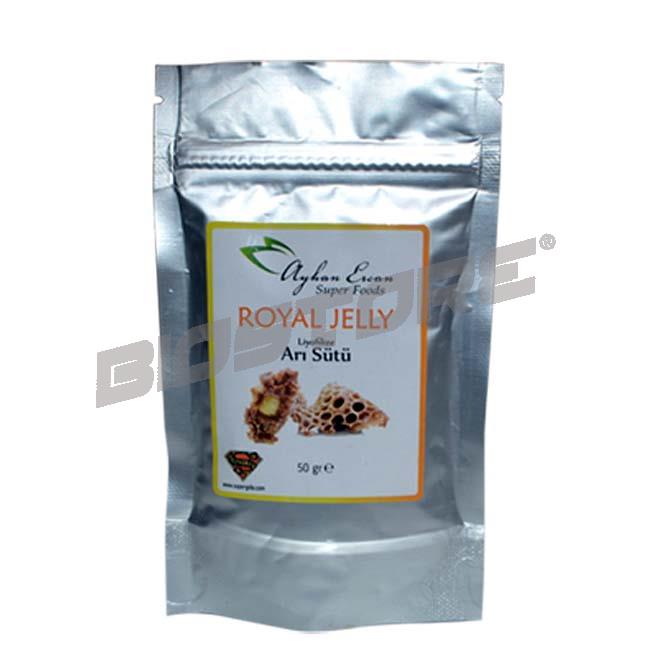 Ayhan Ercan
Super Foods
ROYAL JELLY
Liyofilize
Arı Sütü
BIOSTORE®
50 gr ℮